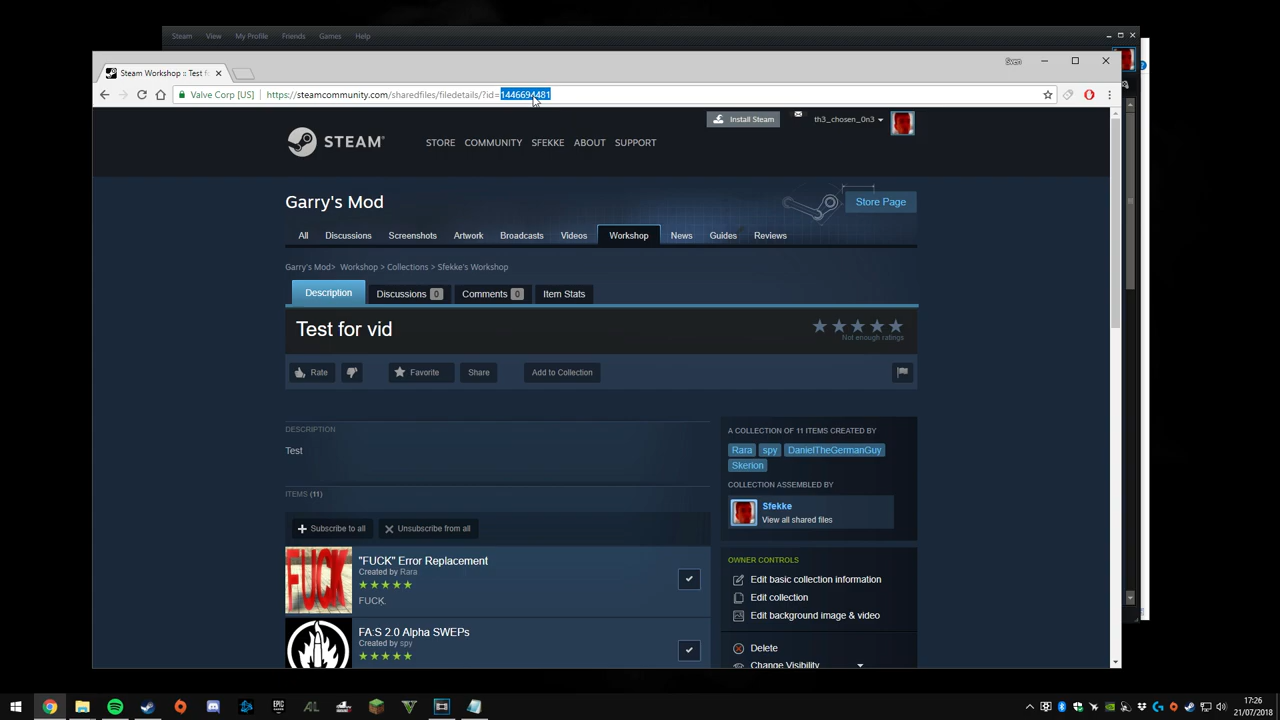 Steam View My Profile Friends Games Help
Steam Workshop :: Test f
Sven
Valve Corp [US] https://steamcommunity.com/sharedfiles/filedetails/?id=1446694481
Install Steam th3_chosen_0n3
STEAM®
STORE COMMUNITY SFEKKE ABOUT SUPPORT
Garry's Mod
Store Page
All Discussions Screenshots Artwork Broadcasts Videos Workshop News Guides Reviews
Garry's Mod> Workshop > Collections > Sfekke's Workshop
Description Discussions 0 Comments 0 Item Stats
Test for vid
Not enough ratings
Rate Favorite Share Add to Collection
DESCRIPTION
Test
ITEMS (11)
Subscribe to all Unsubscribe from all
FUCK
"FUCK" Error Replacement
Created by Rara
FUCK.
FA:S 2.0 Alpha SWEPs
Created by spy
A COLLECTION OF 11 ITEMS CREATED BY
Rara spy DanielTheGermanGuy
Skerion
COLLECTION ASSEMBLED BY
Sfekke
View all shared files
OWNER CONTROLS
Edit basic collection information
Edit collection
Edit background image & video
Delete
Change Visibility
EPIC GAMES
17:26
21/07/2018